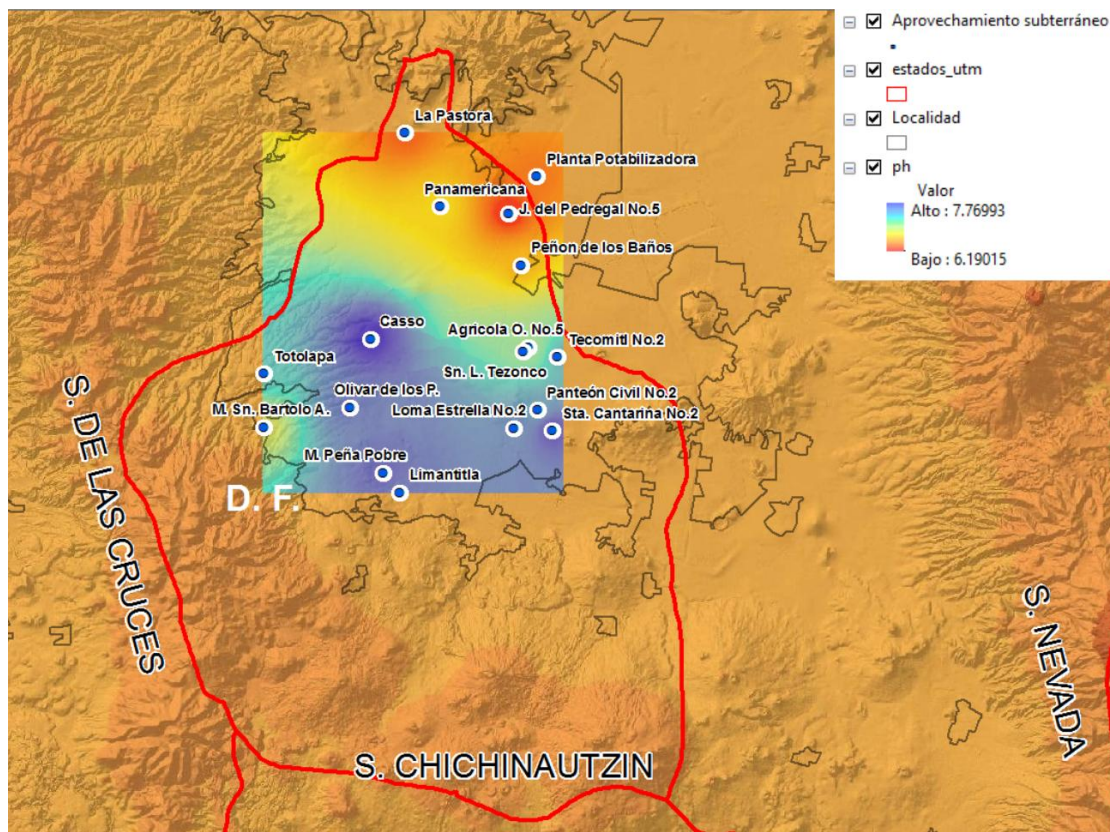 Aprovechamiento subterráneo
estados_utm
Localidad
ph
Valor
Alto : 7.76993
Bajo : 6.19015
La Pastora
Planta Potabilizadora
Panamericana
J. del Pedregal No.5
Peñon de los Baños
Casso
Agricola O. No.5
Tecomitl No.2
Totolapa
Sn. L. Tezonco
Olivar de los P.
Panteón Civil No.2
M. Sn. Bartolo A.
Loma Estrella No.2
Sta. Cantariña No.2
M. Peña Pobre
Limantitla
D. F.
S. DE LAS CRUCES
S. NEVADA
S. CHICHINAUTZIN